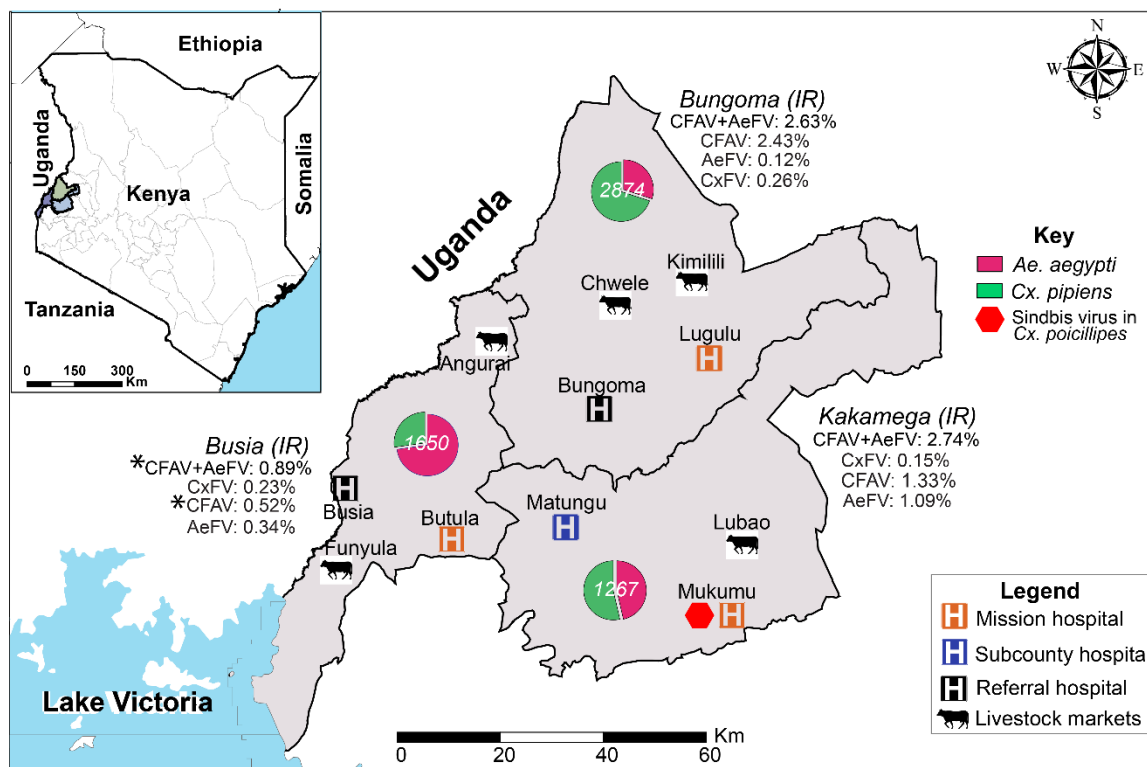 Ethiopia
Uganda
Kenya
Somalia
Tanzania
0 100 200 300
Km
N
W E
S
Bungoma (IR)
CFAV+AeFV: 2.63%
CFAV: 2.43%
AeFV: 0.12%
CxFV: 0.26%
2874
Uganda
Kimilili
Chwele
Lugulu
H
Angurai
Bungoma
H
Key
Ae. aegypti
Cx. pipiens
Sindbis virus in
Cx. poicillipes
Busia (IR)
*CFAV+AeFV: 0.89%
CxFV: 0.23%
*CFAV: 0.52%
AeFV: 0.34%
1650
H
Busia
Butula
H
Funyula
Kakamega (IR)
CFAV+AeFV: 2.74%
CxFV: 0.15%
CFAV: 1.33%
AeFV: 1.09%
Matungu
H
Lubao
1267
Mukumu
H
Lake Victoria
0 20 40 60
Km
Legend
H Mission hospital
H Subcounty hospital
H Referral hospital
Livestock markets